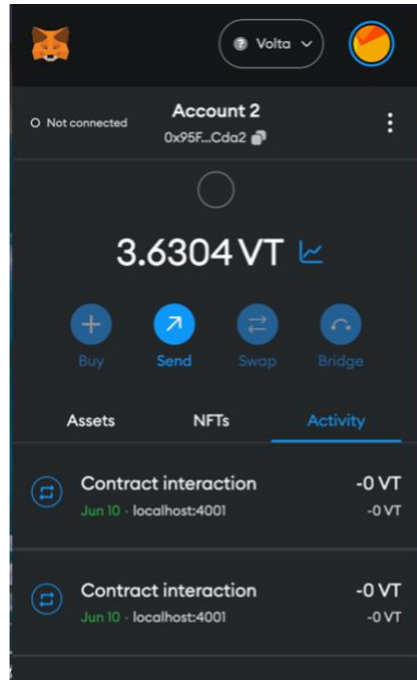 Volta
Not connected
Account 2
0x95F...Cda2
3.6304 VT
Buy Send Swap Bridge
Assets NFTs Activity
Contract interaction -0 VT
Jun 10 · localhost:4001 -0 VT
Contract interaction -0 VT
Jun 10 · localhost:4001 -0 VT